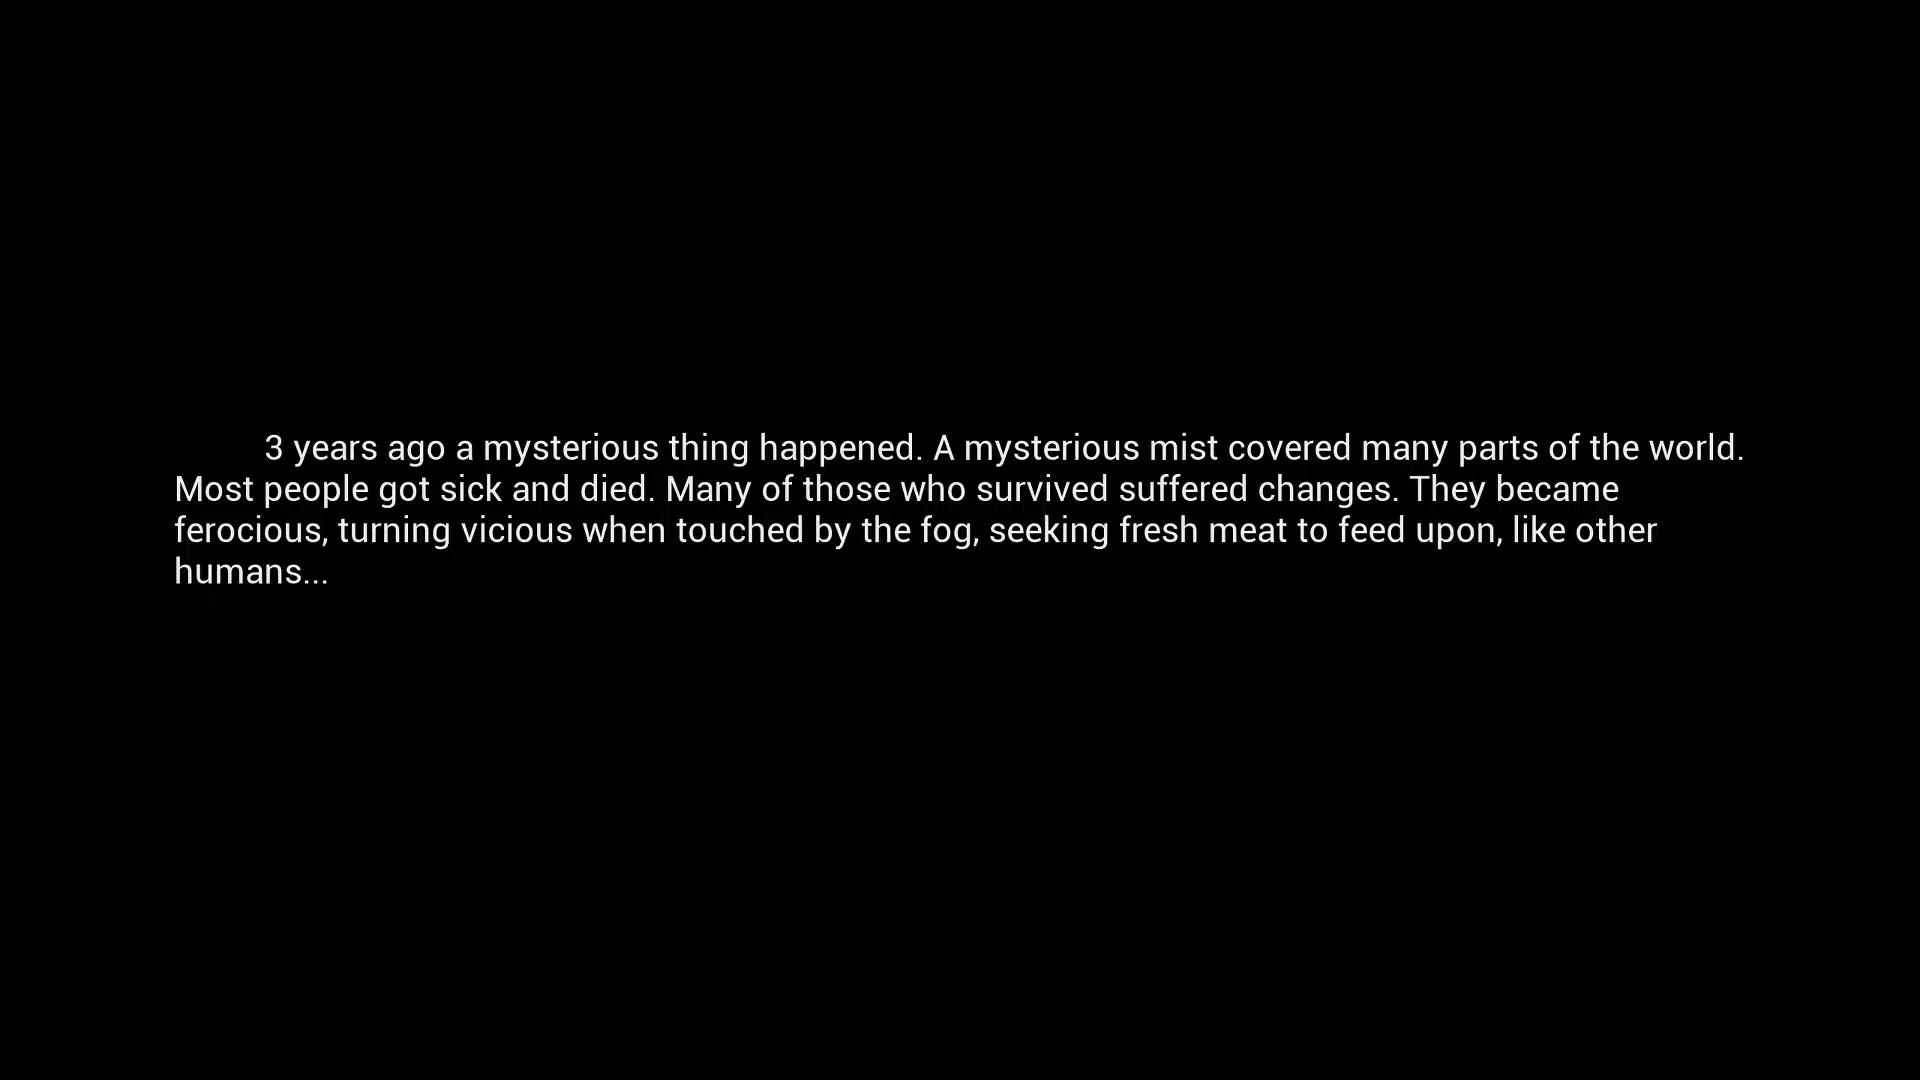 3 years ago a mysterious thing happened. A mysterious mist covered many parts of the world.
Most people got sick and died. Many of those who survived suffered changes. They became
ferocious, turning vicious when touched by the fog, seeking fresh meat to feed upon, like other
humans...